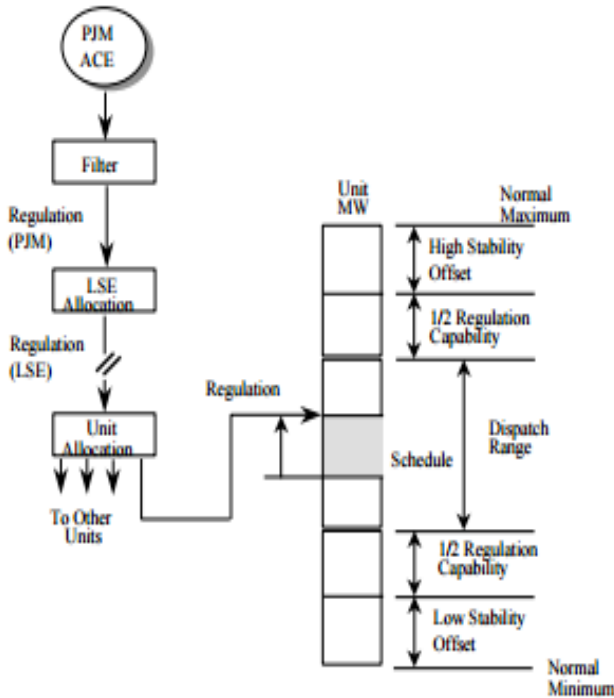 PJM
ACE
Filter
Regulation
(PJM)
LSE
Allocation
Regulation
(LSE)
Unit
Allocation
To Other
Units
Regulation
Unit
MW
Normal
Maximum
High Stability
Offset
1/2 Regulation
Capability
Dispatch
Range
Schedule
1/2 Regulation
Capability
Low Stability
Offset
Normal
Minimum